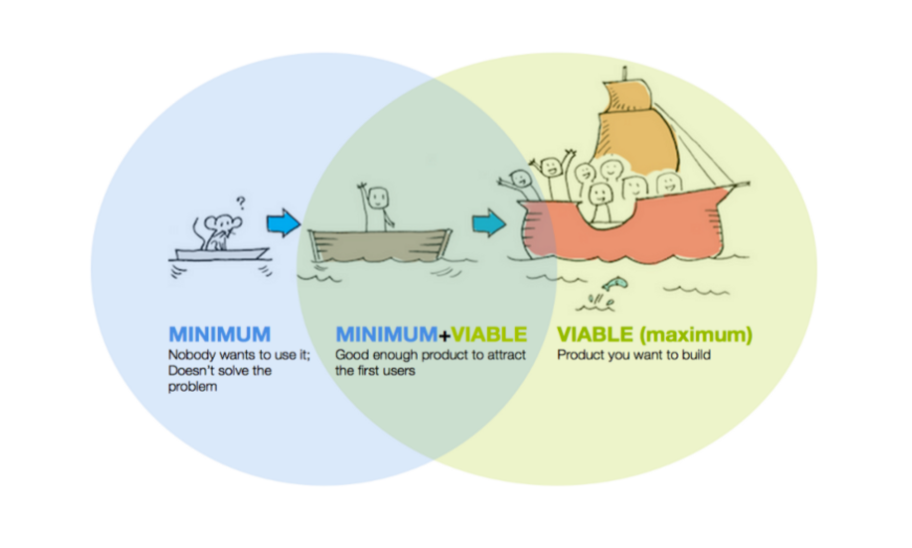 ?
MINIMUM
Nobody wants to use it;
Doesn't solve the
problem
MINIMUM+VIABLE
Good enough product to attract
the first users
VIABLE (maximum)
Product you want to build